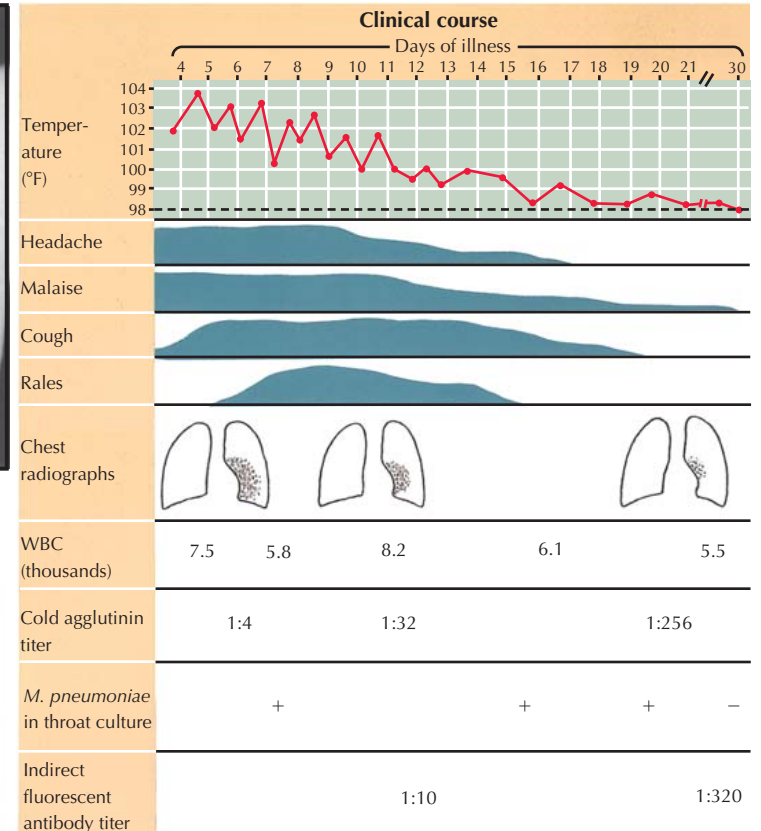 Clinical course
Days of illness
4 5 6 7 8 9 10 11 12 13 14 15 16 17 18 19 20 21 30
Temper-
ature
(°F)
104
103
102
101
100
99
98
Headache
Malaise
Cough
Rales
Chest
radiographs
WBC
(thousands)
7.5 5.8 8.2 6.1 5.5
Cold agglutinin
titer
1:4 1:32 1:256
M. pneumoniae
in throat culture
+ + + −
Indirect
fluorescent
antibody titer
1:10 1:320